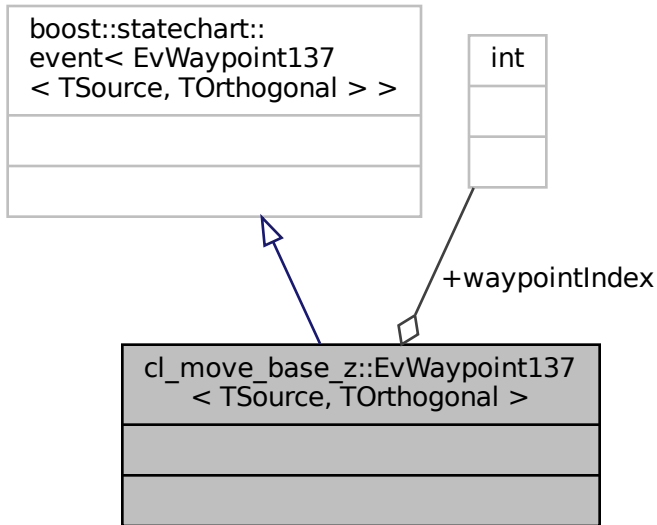 boost::statechart::
event< EvWaypoint137
< TSource, TOrthogonal > >
int
+waypointIndex
cl_move_base_z::EvWaypoint137
< TSource, TOrthogonal >